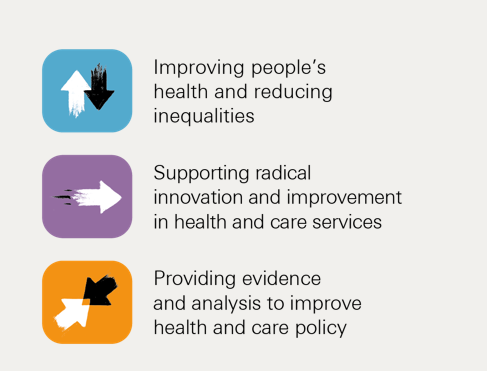 Improving people’s
health and reducing
inequalities
Supporting radical
innovation and improvement
in health and care services
Providing evidence
and analysis to improve
health and care policy